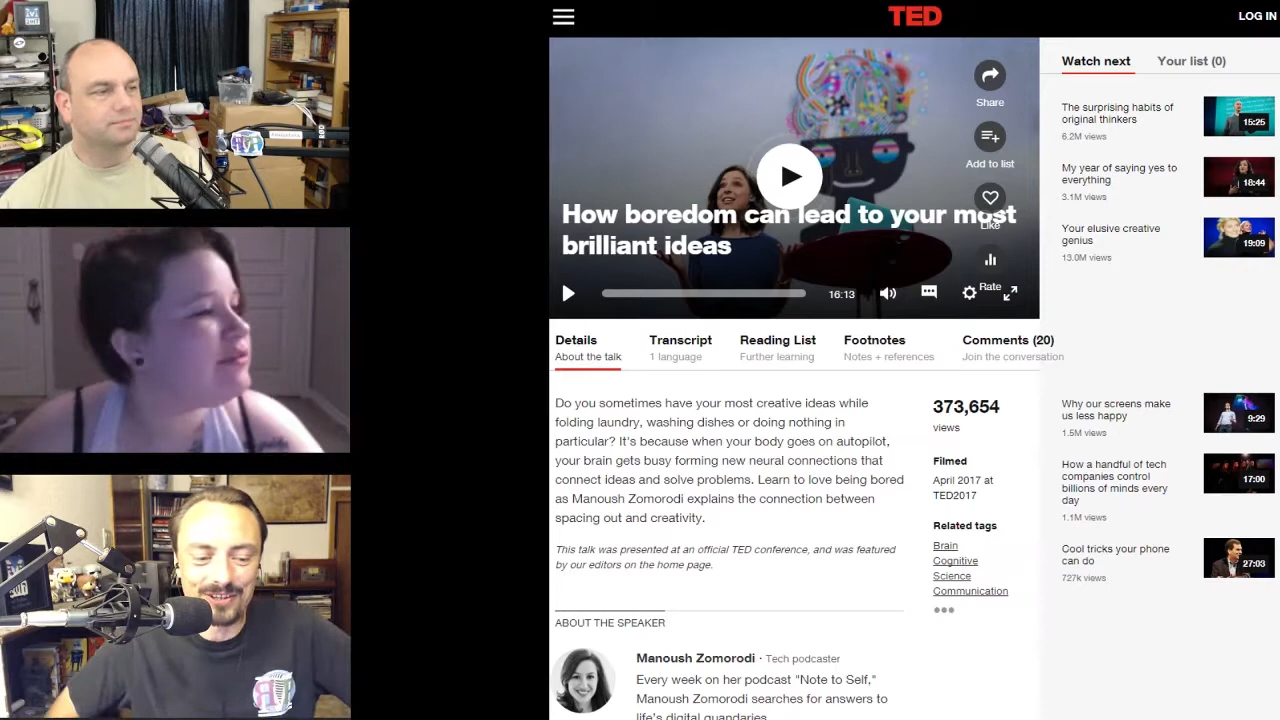 TED
LOG IN
Share
Add to list
Like
Rate
How boredom can lead to your most
brilliant ideas
16:13
Watch next
Your list (0)
The surprising habits of
original thinkers
6.2M views
15:25
My year of saying yes to
everything
3.1M views
18:44
Your elusive creative
genius
13.0M views
19:09
Why our screens make
us less happy
1.5M views
9:29
How a handful of tech
companies control
billions of minds every
day
1.1M views
17:00
Cool tricks your phone
can do
727k views
27:03
Details
About the talk
Transcript
1 language
Reading List
Further learning
Footnotes
Notes + references
Comments (20)
Join the conversation
Do you sometimes have your most creative ideas while
folding laundry, washing dishes or doing nothing in
particular? It's because when your body goes on autopilot,
your brain gets busy forming new neural connections that
connect ideas and solve problems. Learn to love being bored
as Manoush Zomorodi explains the connection between
spacing out and creativity.
This talk was presented at an official TED conference, and was featured
by our editors on the home page.
373,654
views
Filmed
April 2017 at
TED2017
Related tags
Brain
Cognitive
Science
Communication
ABOUT THE SPEAKER
Manoush Zomorodi · Tech podcaster
Every week on her podcast "Note to Self,"
Manoush Zomorodi searches for answers to
life's digital quandaries